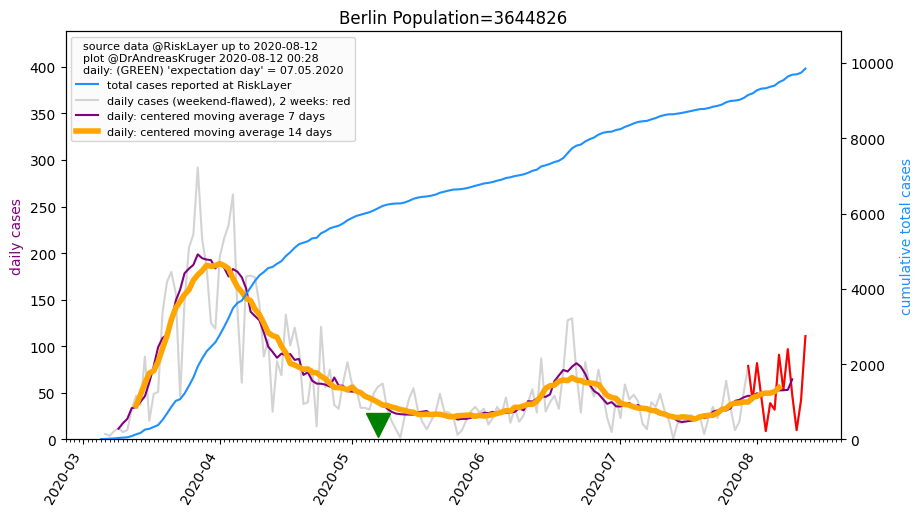 Berlin Population=3644826
source data @RiskLayer up to 2020-08-12
plot @DrAndreasKruger 2020-08-12 00:28
daily: (GREEN) 'expectation day' = 07.05.2020
total cases reported at RiskLayer
daily cases (weekend-flawed), 2 weeks: red
daily: centered moving average 7 days
daily: centered moving average 14 days
daily cases
400
350
300
250
200
150
100
50
0
cumulative total cases
10000
8000
6000
4000
2000
0
2020-03
2020-04
2020-05
2020-06
2020-07
2020-08